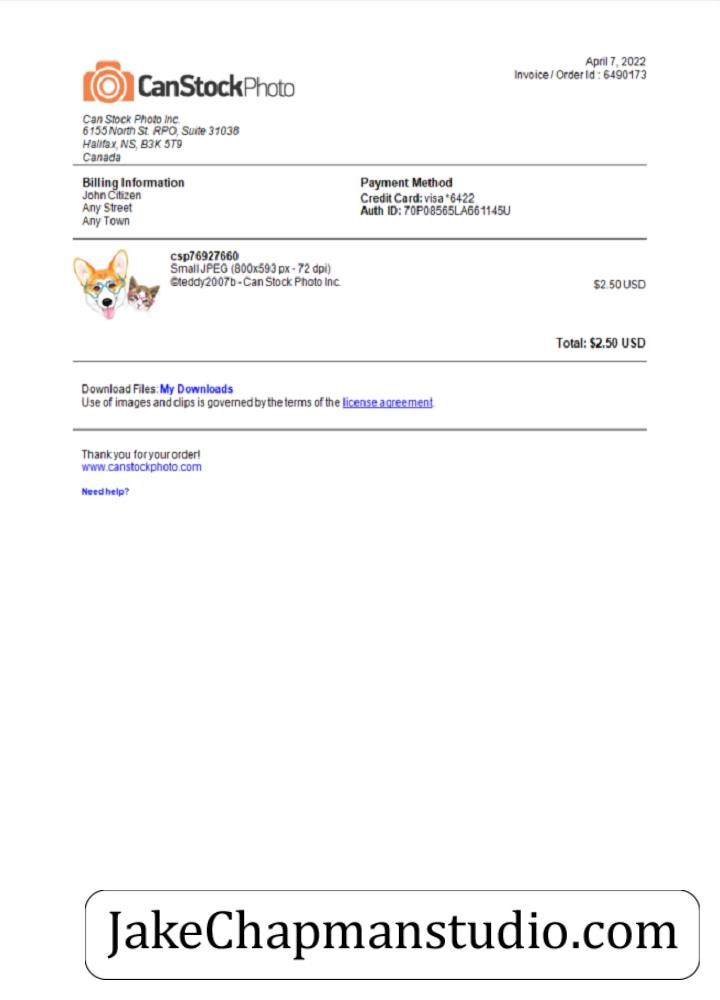 April 7, 2022
Invoice / Order Id : 6490173
CanStockPhoto
Can Stock Photo Inc.
6155 North St. RPO, Suite 31038
Halifax, NS, B3K 5T9
Canada
Billing Information
John Citizen
Any Street
Any Town
Payment Method
Credit Card: visa *6422
Auth ID: 70P08565LA661145U
csp76927660
Small JPEG (800x593 px - 72 dpi)
©teddy2007b - Can Stock Photo Inc.
$2.50 USD
Total: $2.50 USD
Download Files: My Downloads
Use of images and clips is governed by the terms of the license agreement.
Thank you for your order!
www.canstockphoto.com
Need help?
JakeChapmanstudio.com